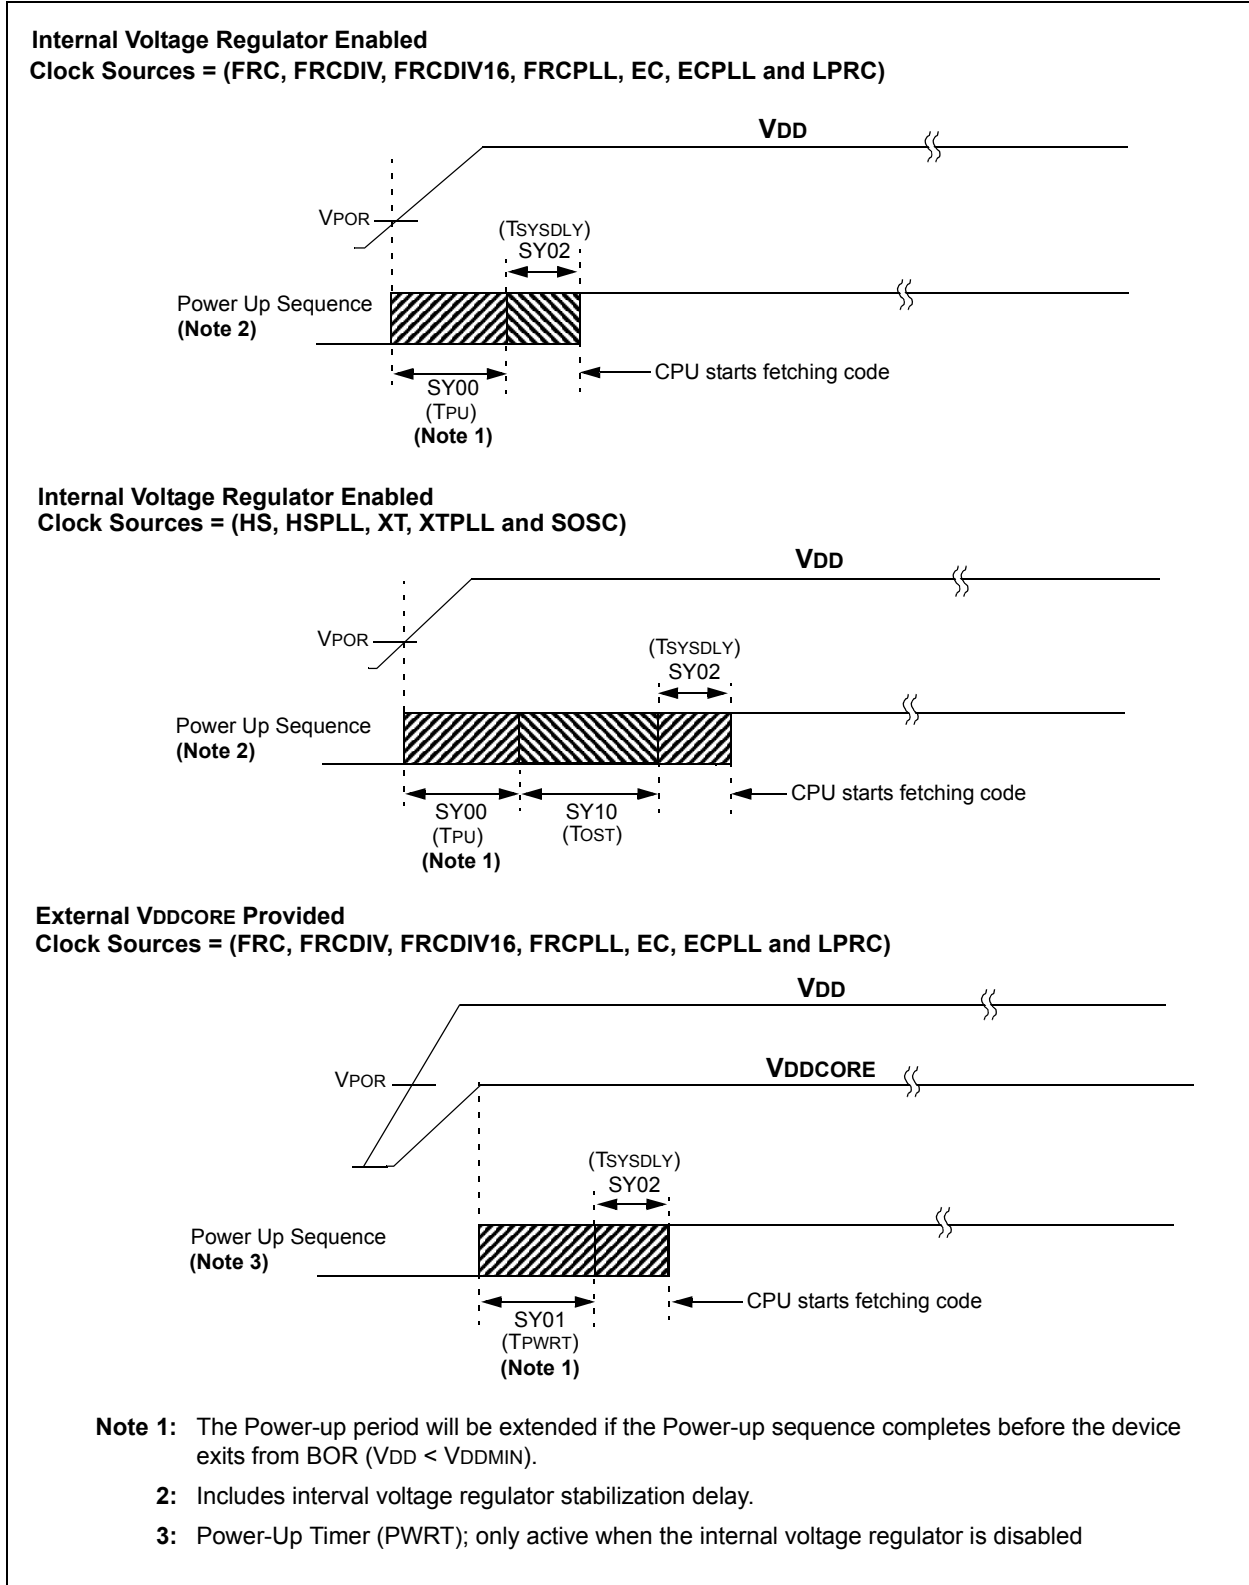 Internal Voltage Regulator Enabled
Clock Sources = (FRC, FRCDIV, FRCDIV16, FRCPLL, EC, ECPLL and LPRC)
VDD
VPOR
(TSYSDLY)
SY02
Power Up Sequence
(Note 2)
CPU starts fetching code
SY00
(TPU)
(Note 1)
Internal Voltage Regulator Enabled
Clock Sources = (HS, HSPLL, XT, XTPLL and SOSC)
VDD
VPOR
(TSYSDLY)
SY02
Power Up Sequence
(Note 2)
CPU starts fetching code
SY00
(TPU)
(Note 1)
SY10
(TOST)
External VDDCORE Provided
Clock Sources = (FRC, FRCDIV, FRCDIV16, FRCPLL, EC, ECPLL and LPRC)
VDD
VPOR
VDDCORE
(TSYSDLY)
SY02
Power Up Sequence
(Note 3)
CPU starts fetching code
SY01
(TPWRT)
(Note 1)
Note 1: The Power-up period will be extended if the Power-up sequence completes before the device
exits from BOR (VDD < VDDMIN).
2: Includes interval voltage regulator stabilization delay.
3: Power-Up Timer (PWRT); only active when the internal voltage regulator is disabled